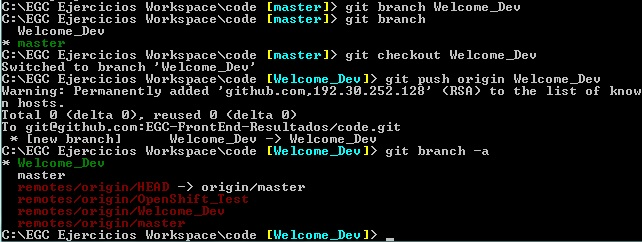 C:\EGC Ejercicios Workspace\code [master]> git branch Welcome_Dev
C:\EGC Ejercicios Workspace\code [master]> git branch
  Welcome_Dev
* master
C:\EGC Ejercicios Workspace\code [master]> git checkout Welcome_Dev
Switched to branch 'Welcome_Dev'
C:\EGC Ejercicios Workspace\code [Welcome_Dev]> git push origin Welcome_Dev
Warning: Permanently added 'github.com,192.30.252.128' (RSA) to the list of know
n hosts.
Total 0 (delta 0), reused 0 (delta 0)
To git@github.com:EGC-FrontEnd-Resultados/code.git
 * [new branch]      Welcome_Dev -> Welcome_Dev
C:\EGC Ejercicios Workspace\code [Welcome_Dev]> git branch -a
* Welcome_Dev
  master
  remotes/origin/HEAD -> origin/master
  remotes/origin/OpenShift_Test
  remotes/origin/Welcome_Dev
  remotes/origin/master
C:\EGC Ejercicios Workspace\code [Welcome_Dev]> _